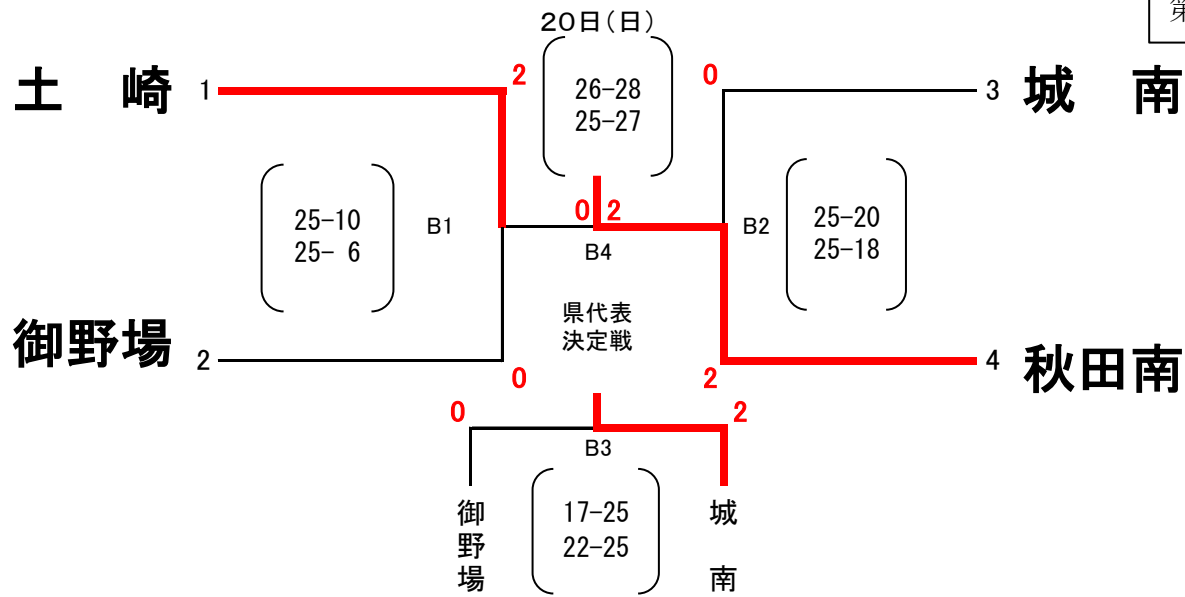 20日(日)
第
土 崎 1
2
26-28
25-27
0
3 城 南
25-10
25- 6
B1
0 2
B4
B2
25-20
25-18
県代表
決定戦
御野場 2
0
2
4 秋田南
0
2
B3
御野場
17-25
22-25
城 南